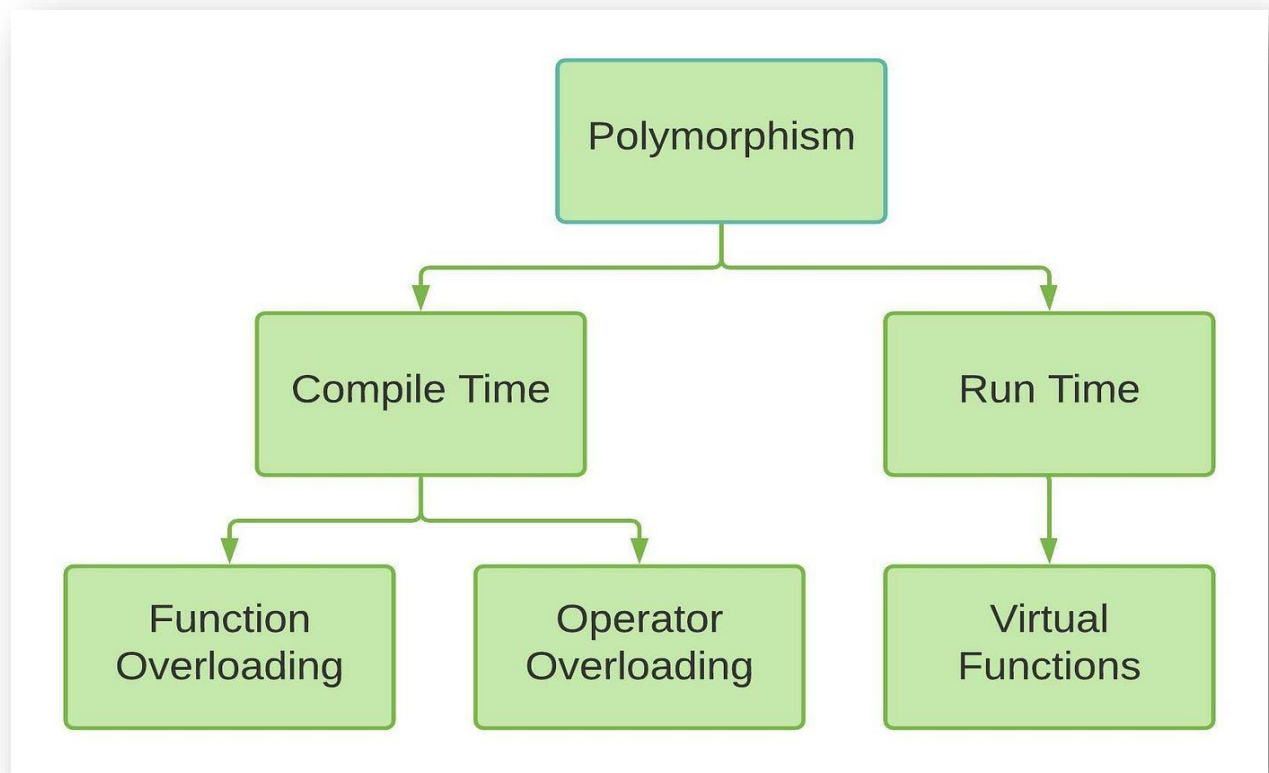 Polymorphism
Compile Time
Run Time
Function
Overloading
Operator
Overloading
Virtual
Functions